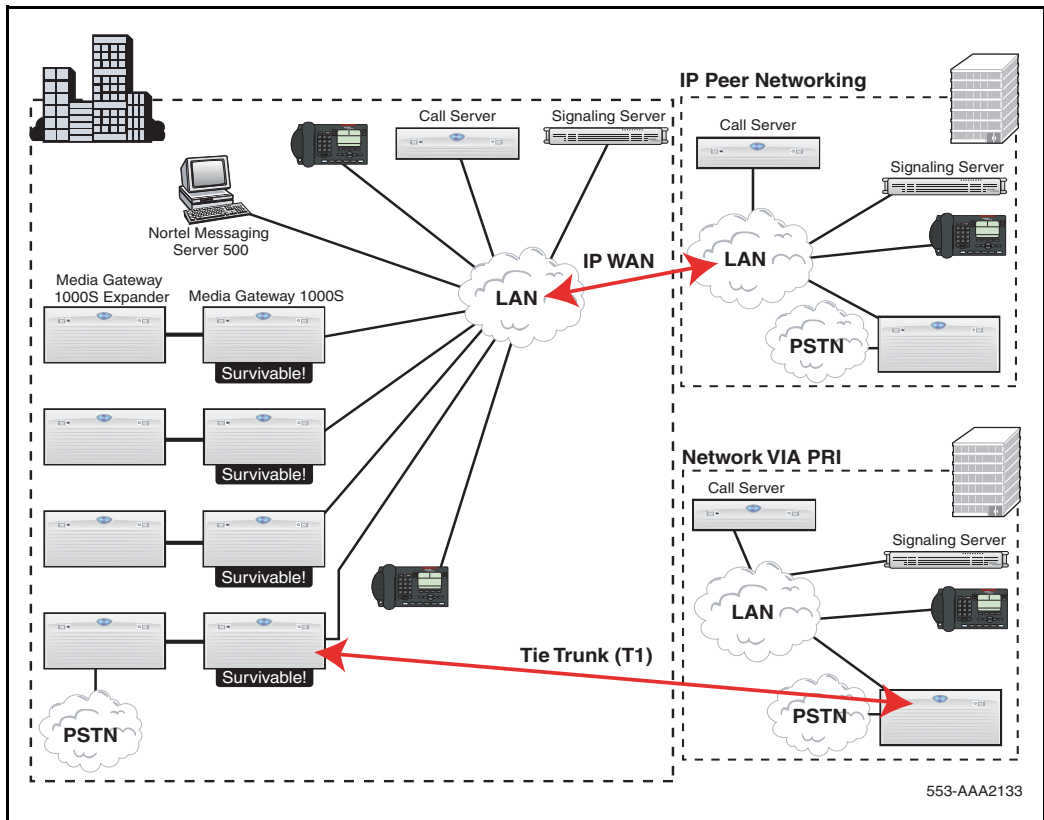 IP Peer Networking
Call Server
Signaling Server
Call Server
Signaling Server
Nortel Messaging
Server 500
IP WAN
LAN
LAN
Media Gateway
1000S Expander
Media Gateway 1000S
Survivable!
PSTN
Survivable!
Network VIA PRI
Call Server
Survivable!
Signaling Server
LAN
Tie Trunk (T1)
Survivable!
PSTN
PSTN
553-AAA2133